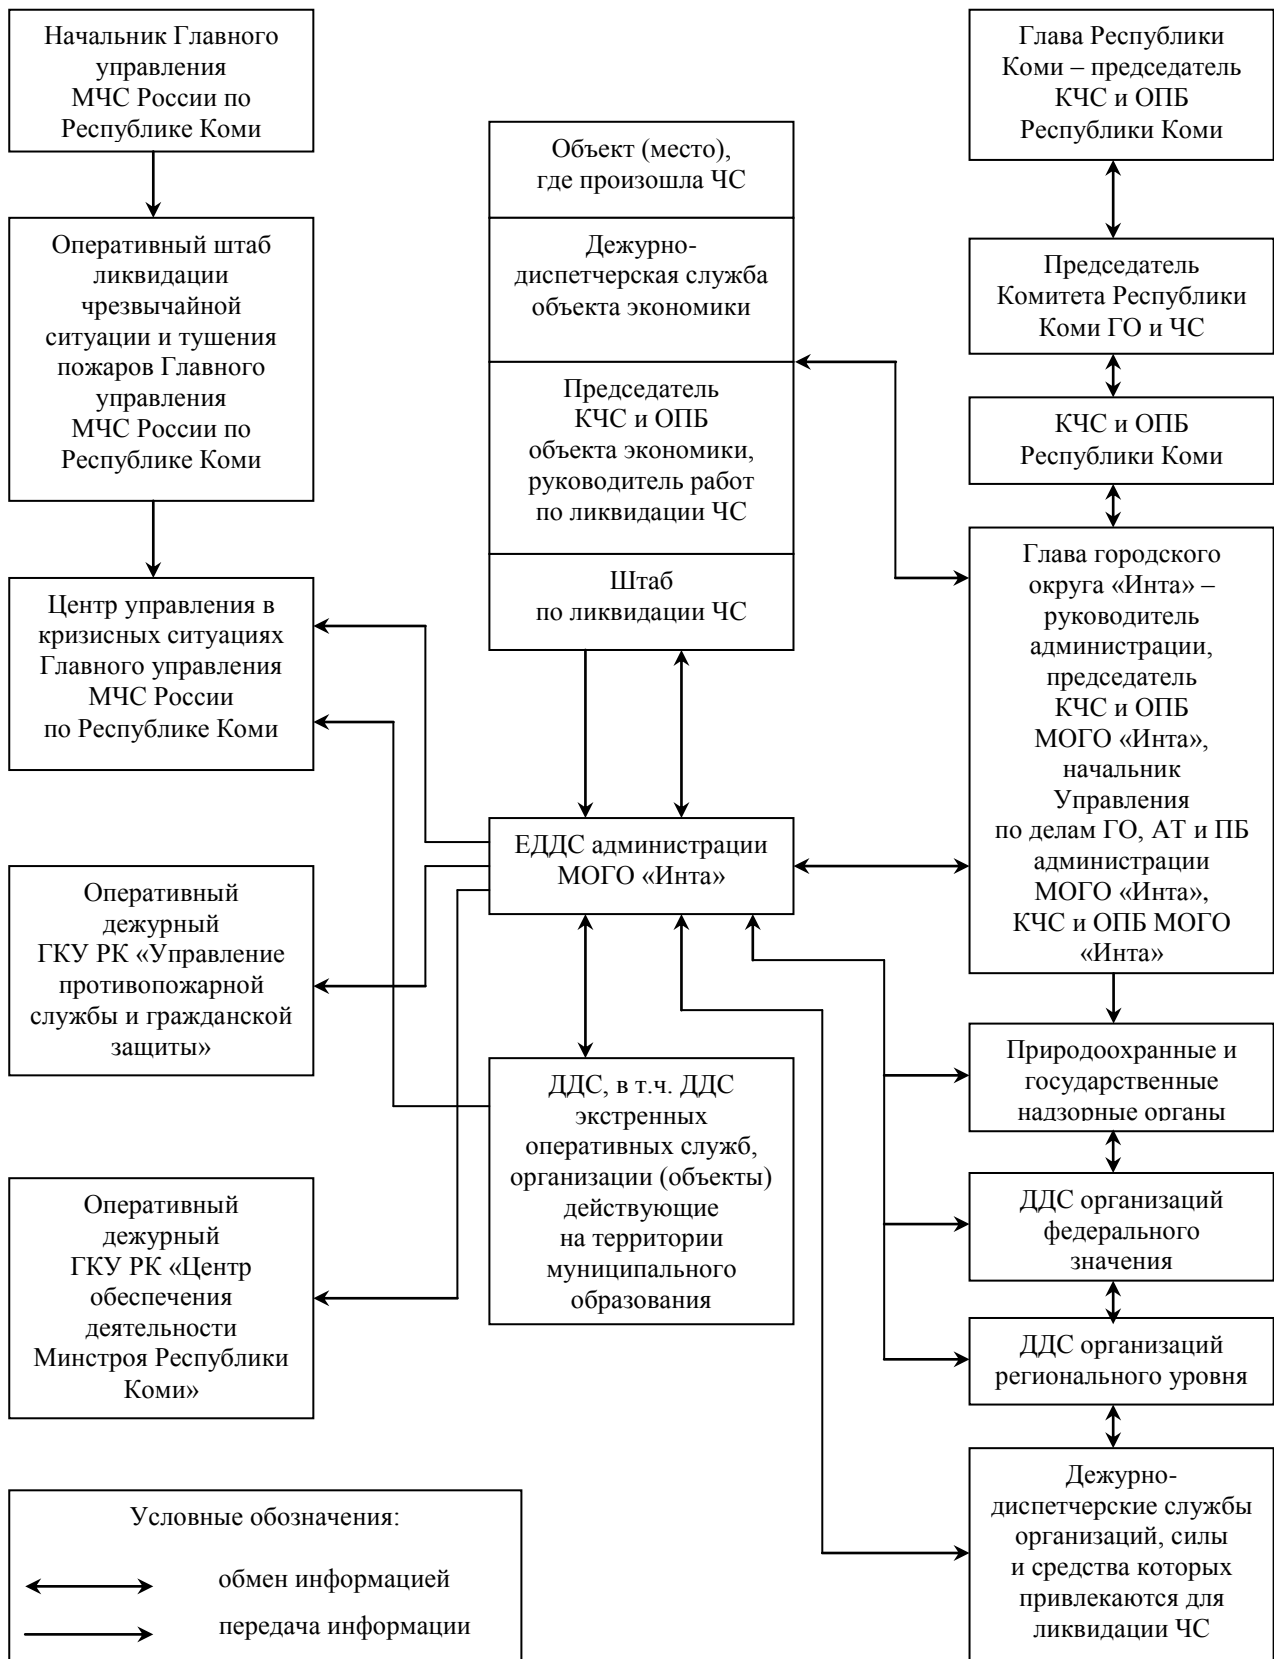 Начальник Главного
управления
МЧС России по
Республике Коми
Оперативный штаб
ликвидации
чрезвычайной
ситуации и тушения
пожаров Главного
управления
МЧС России по
Республике Коми
Центр управления в
кризисных ситуациях
Главного управления
МЧС России
по Республике Коми
Оперативный
дежурный
ГКУ РК «Управление
противопожарной
службы и гражданской
защиты»
Оперативный
дежурный
ГКУ РК «Центр
обеспечения
деятельности
Минстроя Республики
Коми»
Объект (место),
где произошла ЧС
Дежурно-
диспетчерская служба
объекта экономики
Председатель
КЧС и ОПБ
объекта экономики,
руководитель работ
по ликвидации ЧС
Штаб
по ликвидации ЧС
ЕДДС администрации
МОГО «Инта»
ДДС, в т.ч. ДДС
экстренных
оперативных служб,
организации (объекты)
действующие
на территории
муниципального
образования
Глава Республики
Коми – председатель
КЧС и ОПБ
Республики Коми
Председатель
Комитета Республики
Коми ГО и ЧС
КЧС и ОПБ
Республики Коми
Глава городского
округа «Инта» –
руководитель
администрации,
председатель
КЧС и ОПБ
МОГО «Инта»,
начальник
Управления
по делам ГО, АТ и ПБ
администрации
МОГО «Инта»,
КЧС и ОПБ МОГО
«Инта»
Природоохранные и
государственные
надзорные органы
ДДС организаций
федерального
значения
ДДС организаций
регионального уровня
Дежурно-
диспетчерские службы
организаций, силы
и средства которых
привлекаются для
ликвидации ЧС
Условные обозначения:
обмен информацией
передача информации